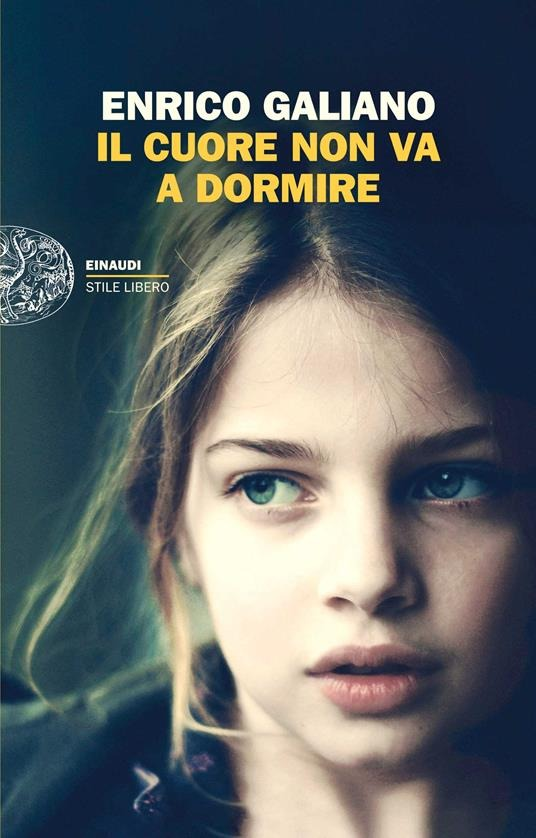 ENRICO GALIANO
IL CUORE NON VA
A DORMIRE
EINAUDI
STILE LIBERO